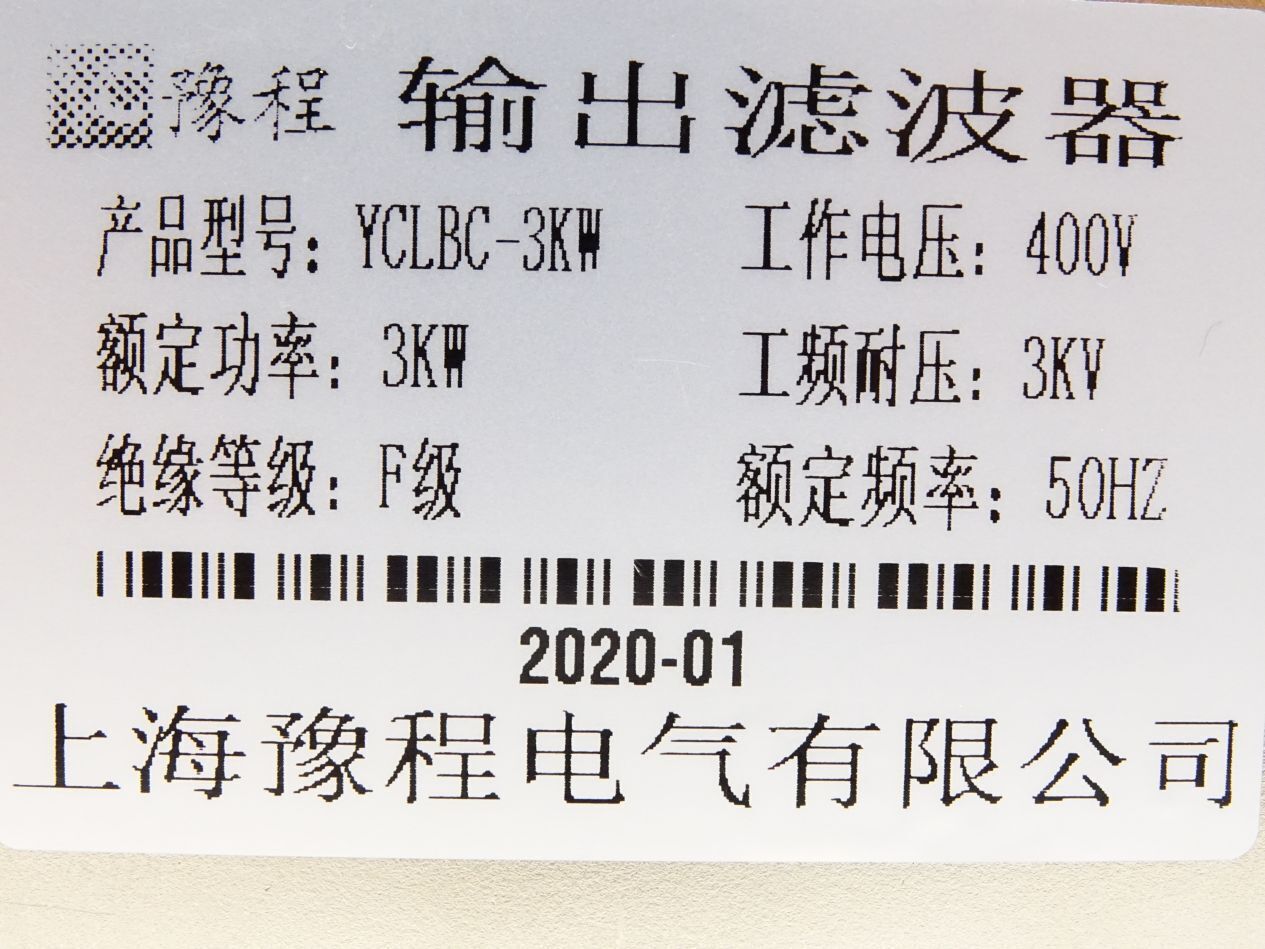 豫程 输出滤波器
产品型号：YCLBC-3KW 工作电压：400V
额定功率：3KW 工频耐压：3KV
绝缘等级：F级 额定频率：50HZ
2020-01
上海豫程电气有限公司